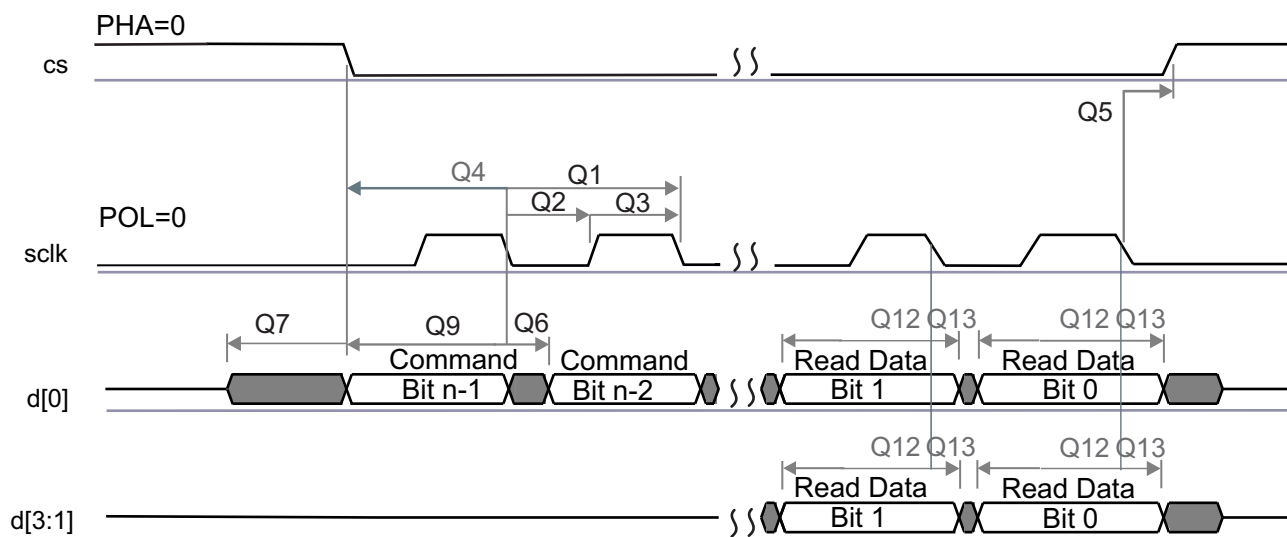 PHA=0
cs
Q5
Q4 Q1
Q2 Q3
POL=0
sclk
Q7 Q9 Q6 Q12 Q13 Q12 Q13
Command Command Read Data Read Data
d[0] Bit n-1 Bit n-2 Bit 1 Bit 0
Q12 Q13 Q12 Q13
Read Data Read Data
d[3:1] Bit 1 Bit 0